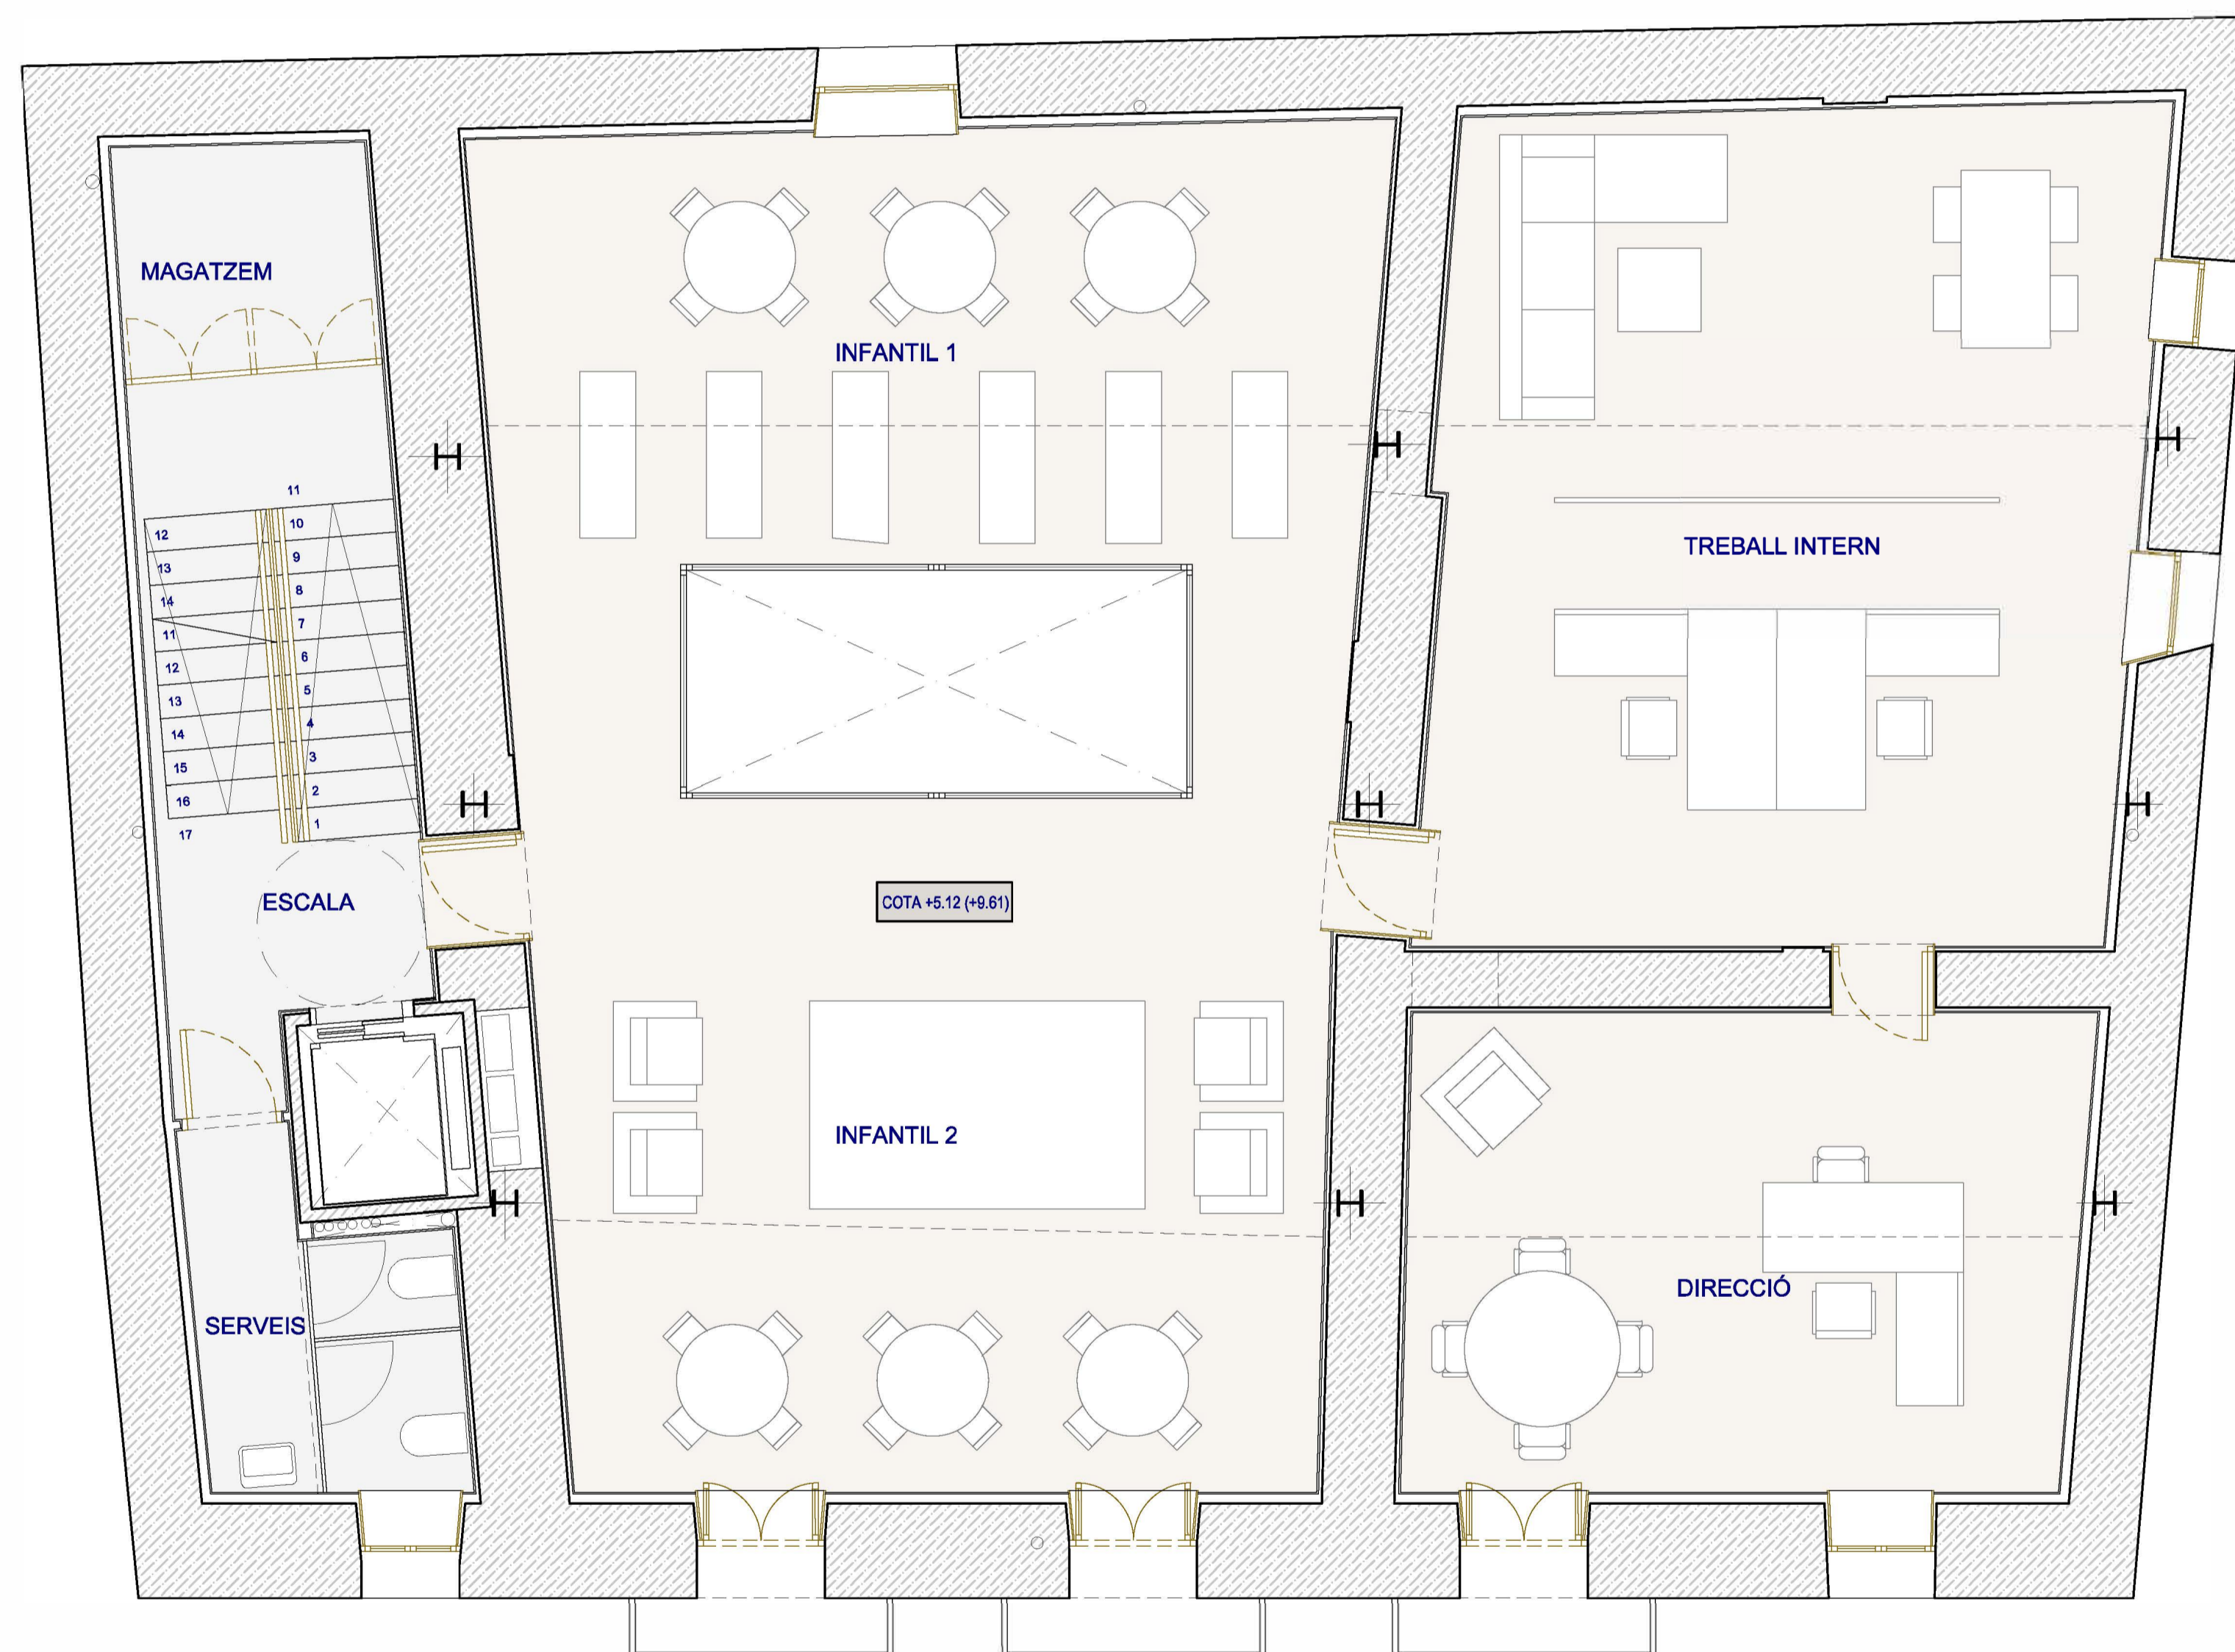 MAGATZEM
INFANTIL 1
TREBALL INTERN
11
10
9
8
7
6
5
4
3
2
1
12
13
14
11
12
13
14
15
16
17
ESCALA
COTA +5.12 (+9.61)
INFANTIL 2
DIRECCIÓ
SERVEIS